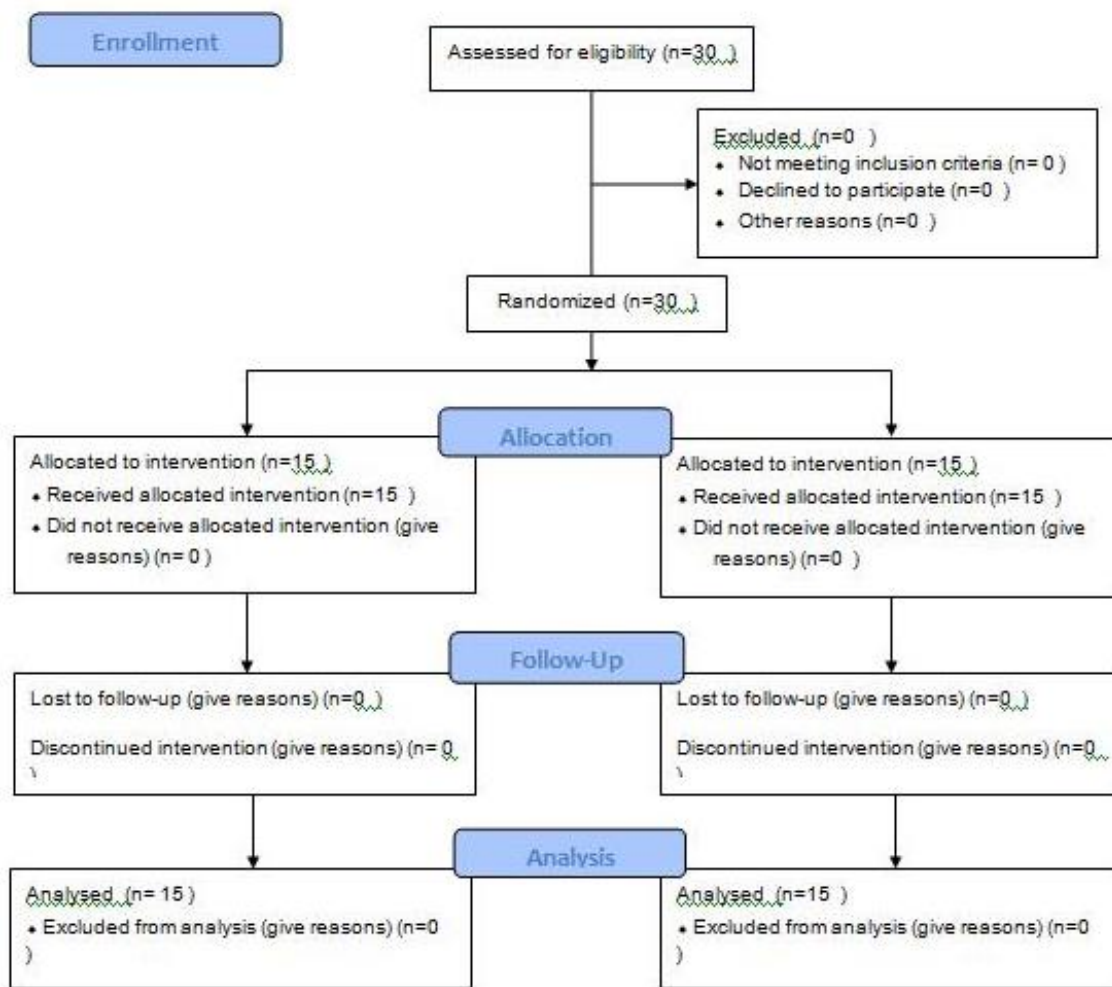 Enrollment
Assessed for eligibility (n=30 )
Excluded (n=0 )
• Not meeting inclusion criteria (n= 0 )
• Declined to participate (n=0 )
• Other reasons (n=0 )
Randomized (n=30 )
Allocation
Allocated to intervention (n=15 )
• Received allocated intervention (n=15 )
• Did not receive allocated intervention (give
reasons) (n= 0 )
Allocated to intervention (n=15 )
• Received allocated intervention (n=15 )
• Did not receive allocated intervention (give
reasons) (n=0 )
Follow-Up
Lost to follow-up (give reasons) (n=0 )
Discontinued intervention (give reasons) (n= 0
)
Lost to follow-up (give reasons) (n=0 )
Discontinued intervention (give reasons) (n=0
)
Analysis
Analysed (n= 15 )
• Excluded from analysis (give reasons) (n=0
)
Analysed (n=15 )
• Excluded from analysis (give reasons) (n=0
)